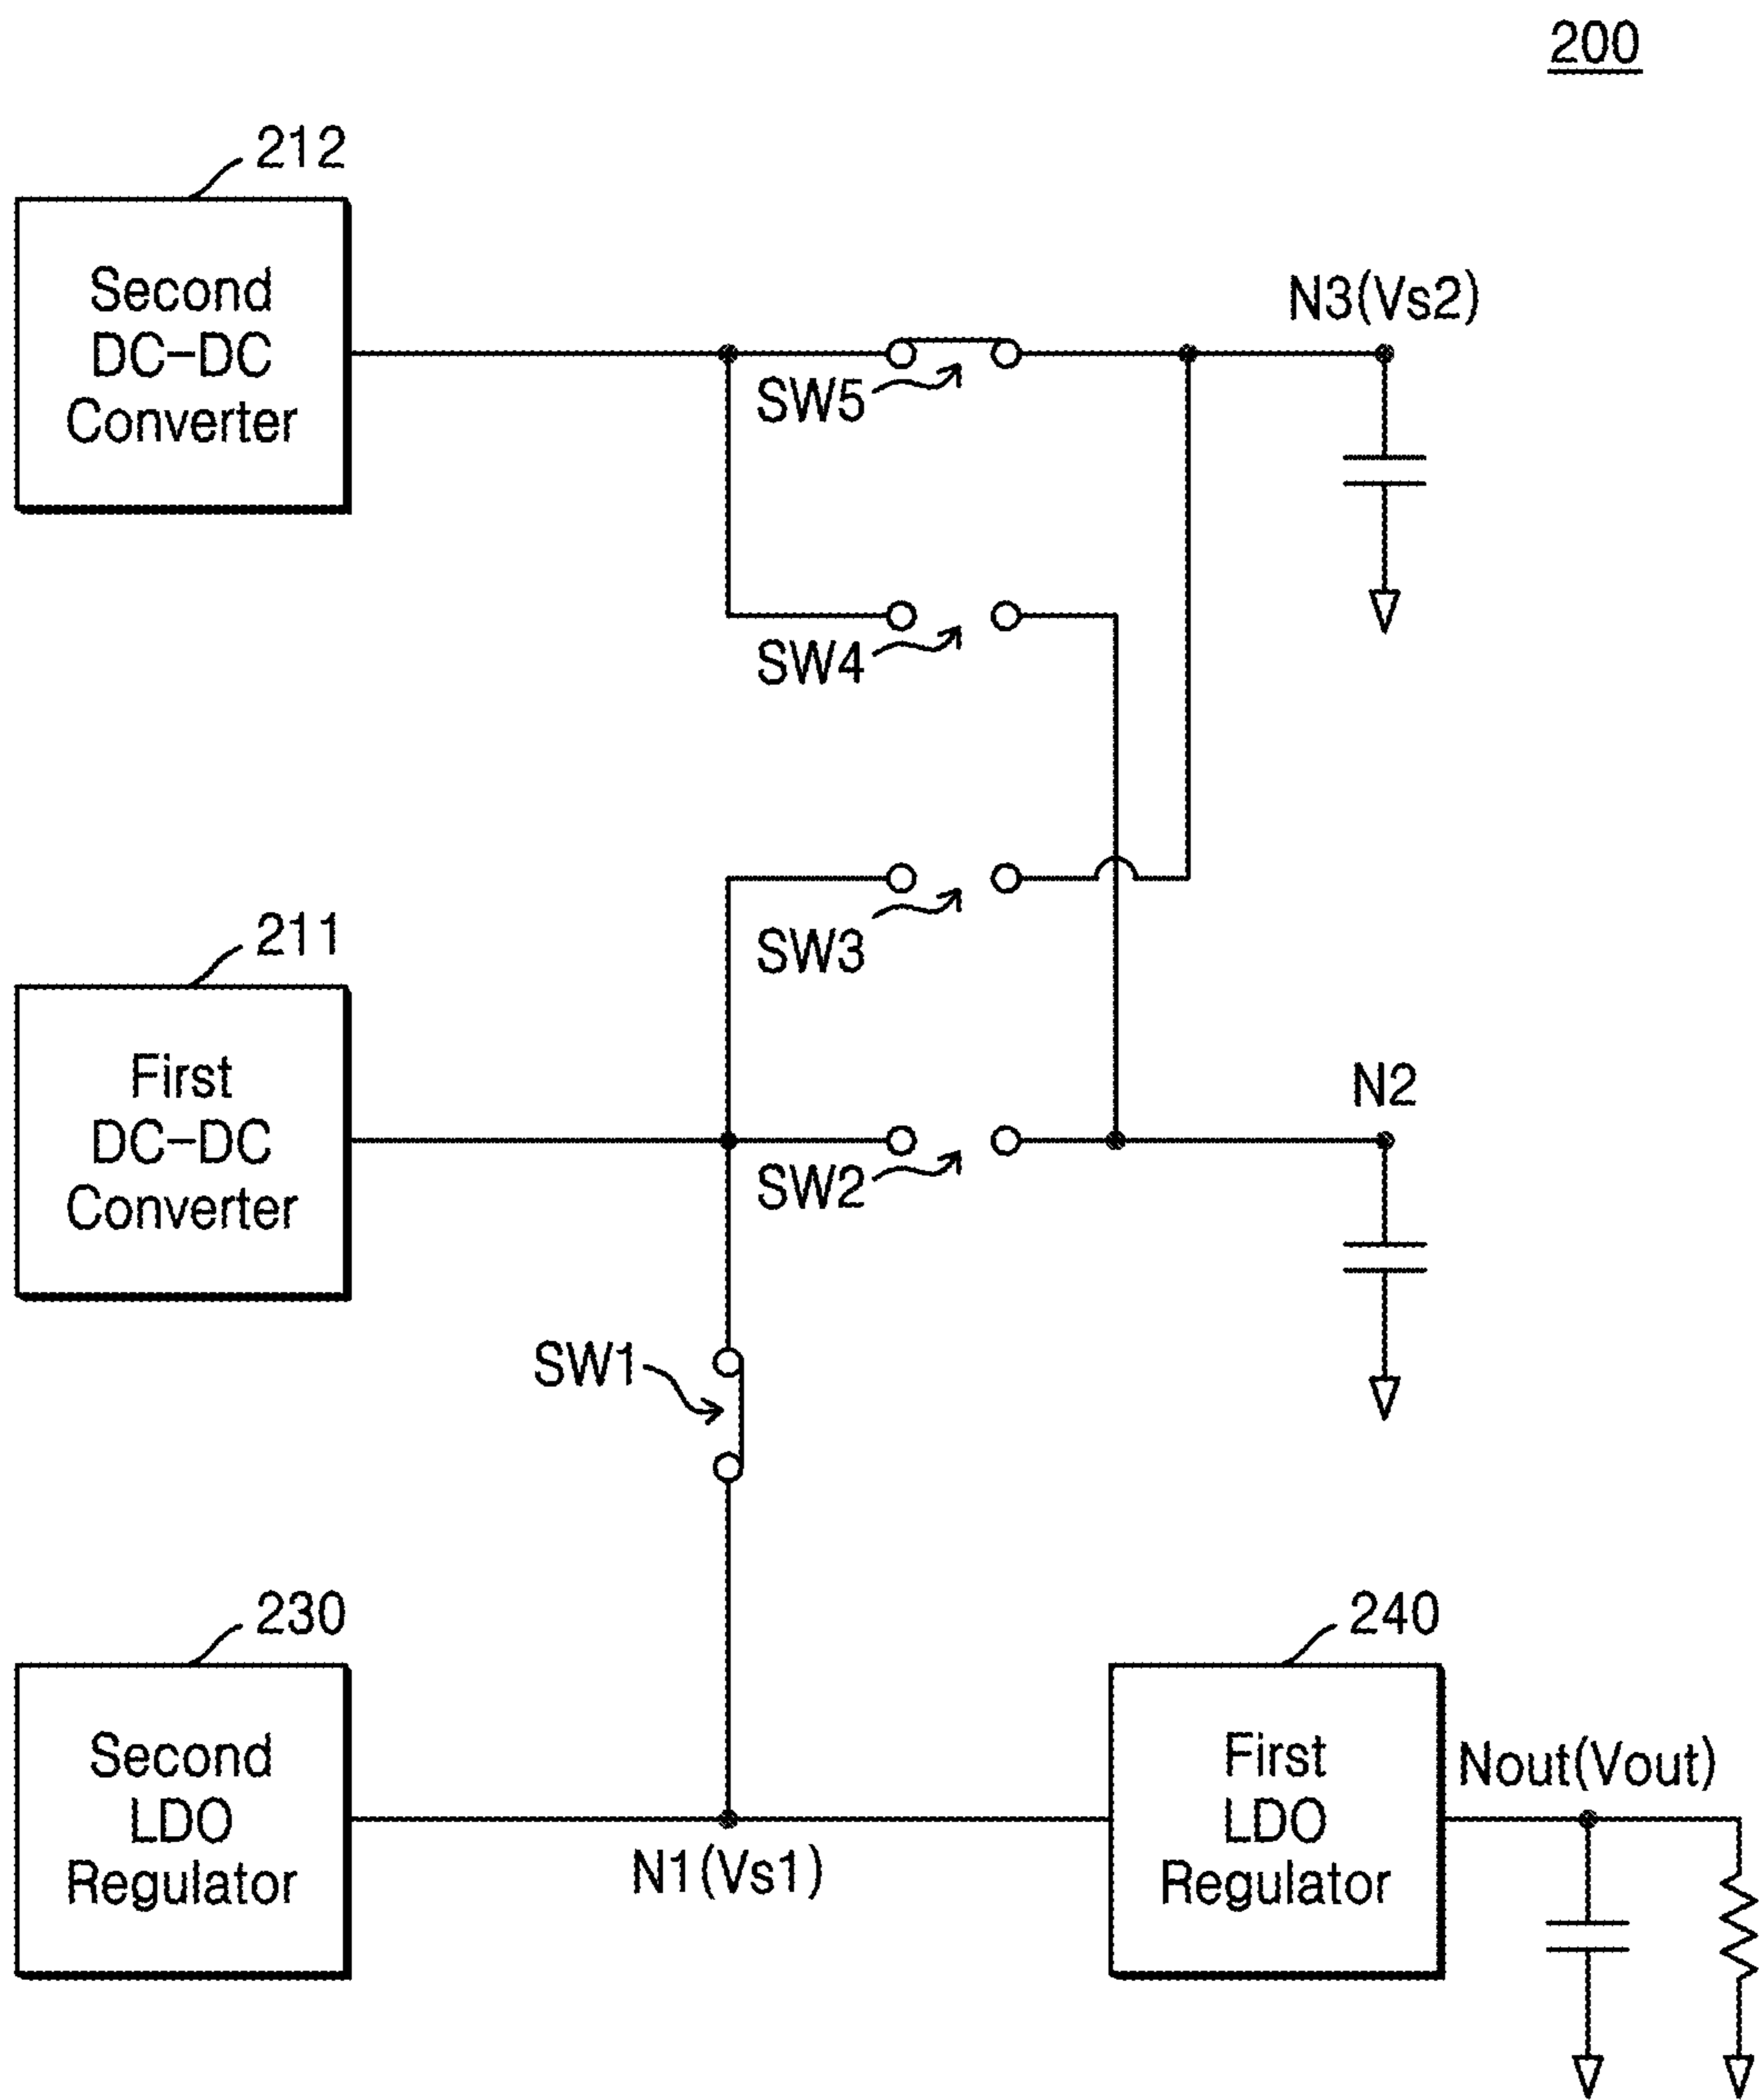 200
212
Second
DC-DC
Converter
N3(Vs2)
SW5
SW4
211
SW3
First
DC-DC
Converter
N2
SW2
SW1
230
240
Second
LDO
Regulator
N1(Vs1)
First
LDO
Regulator
Nout(Vout)